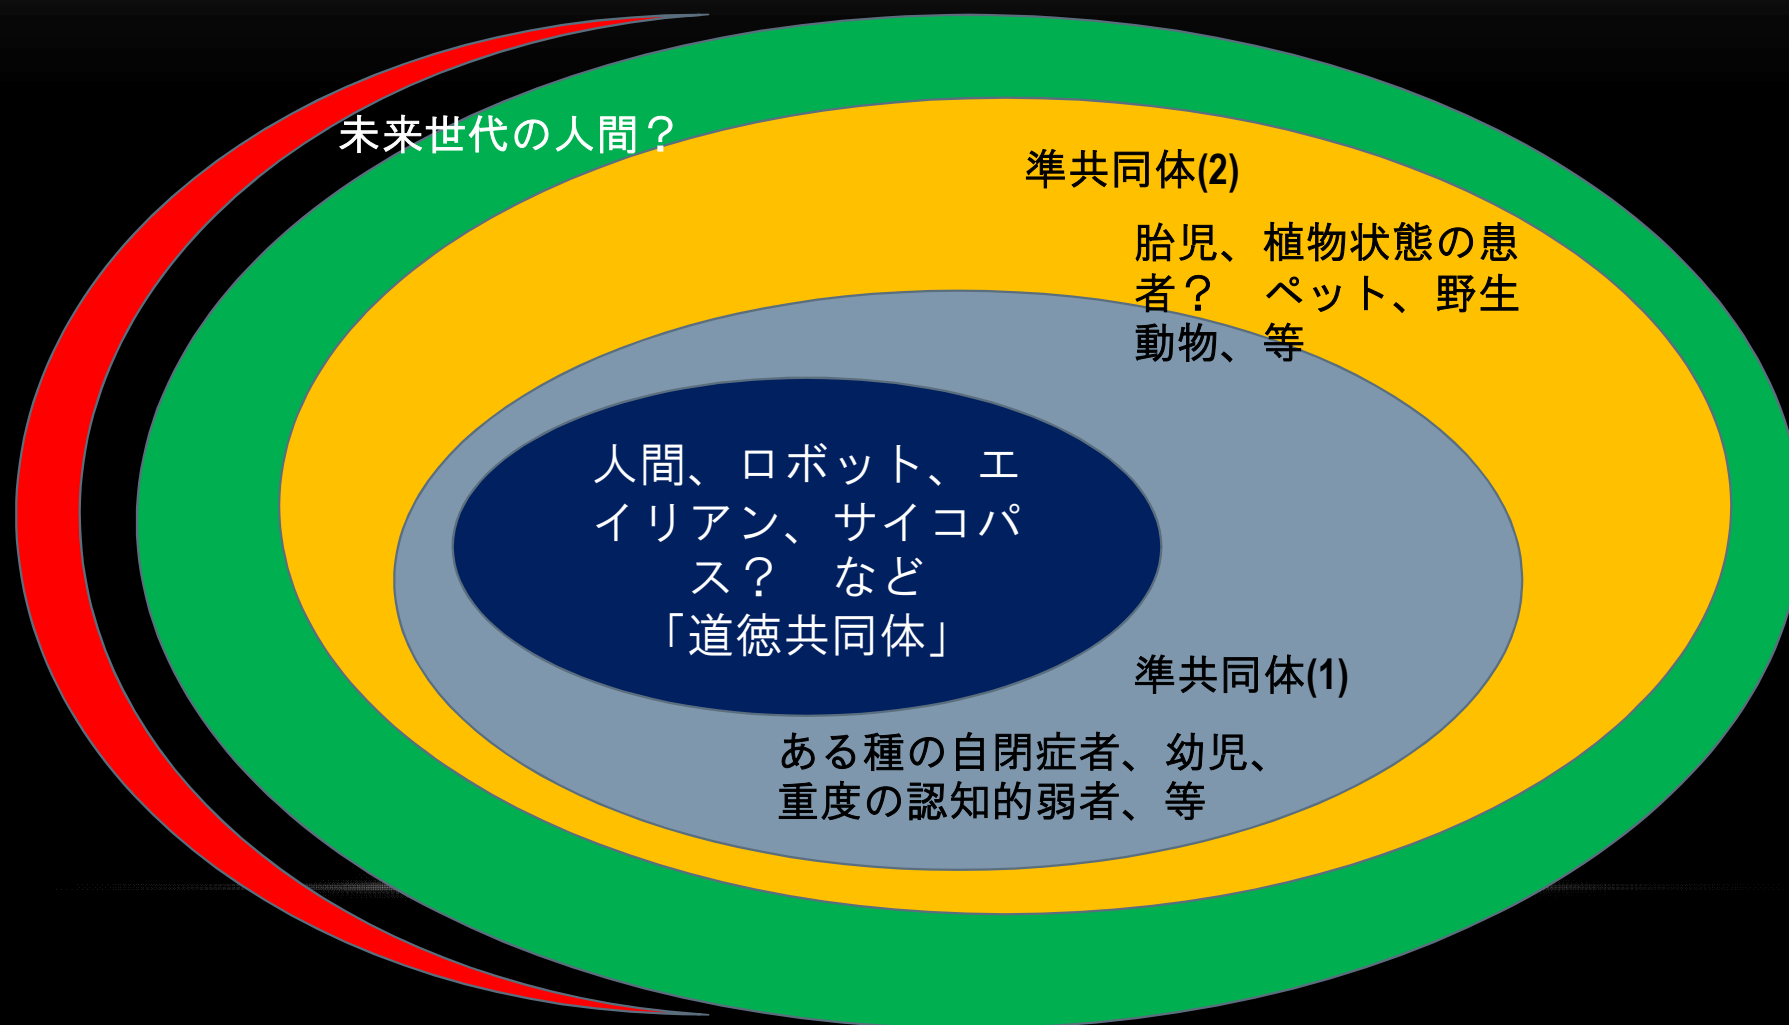 未来世代の人間？
準共同体(2)
胎児、植物状態の患
者？　ペット、野生
動物、等
人間、ロボット、エ
イリアン、サイコパ
ス？　など
「道徳共同体」
準共同体(1)
ある種の自閉症者、幼児、
重度の認知的弱者、等